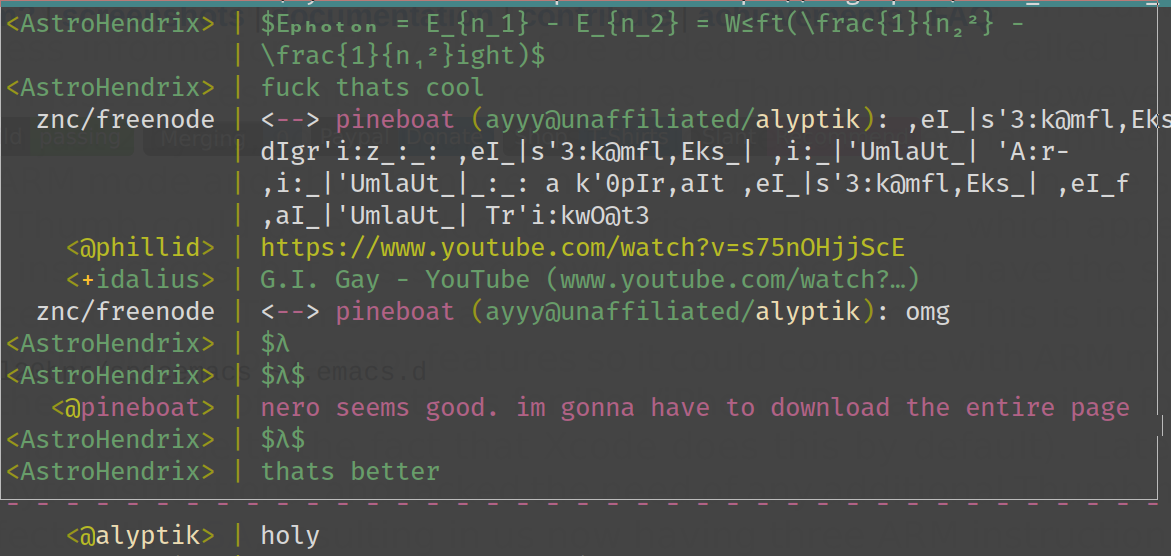 <AstroHendrix> | $Eₚₕₒₜₒₙ = E_{n_1} - E_{n_2} = W≤ft(\frac{1}{n₂²} -
| \frac{1}{n₁²}ight)$
<AstroHendrix> | fuck thats cool
znc/freenode | <--> pineboat (ayyy@unaffiliated/alyptik): ,eI_|s'3:k@mfl,Eks
| dIgr'i:z_:_: ,eI_|s'3:k@mfl,Eks_| ,i:_|'UmlaUt_| 'A:r-
| ,i:_|'UmlaUt_|_:_: a k'0pIr,aIt ,eI_|s'3:k@mfl,Eks_| ,eI_f
| ,aI_|'UmlaUt_| Tr'i:kwO@t3
<@phillid> | https://www.youtube.com/watch?v=s75nOHjjScE
<+idalius> | G.I. Gay - YouTube (www.youtube.com/watch?…)
znc/freenode | <--> pineboat (ayyy@unaffiliated/alyptik): omg
<AstroHendrix> | $λ
<AstroHendrix> | $λ$
.emacs.d
<@pineboat> | nero seems good. im gonna have to download the entire page
<AstroHendrix> | $λ$
<AstroHendrix> | thats better
<@alyptik> | holy